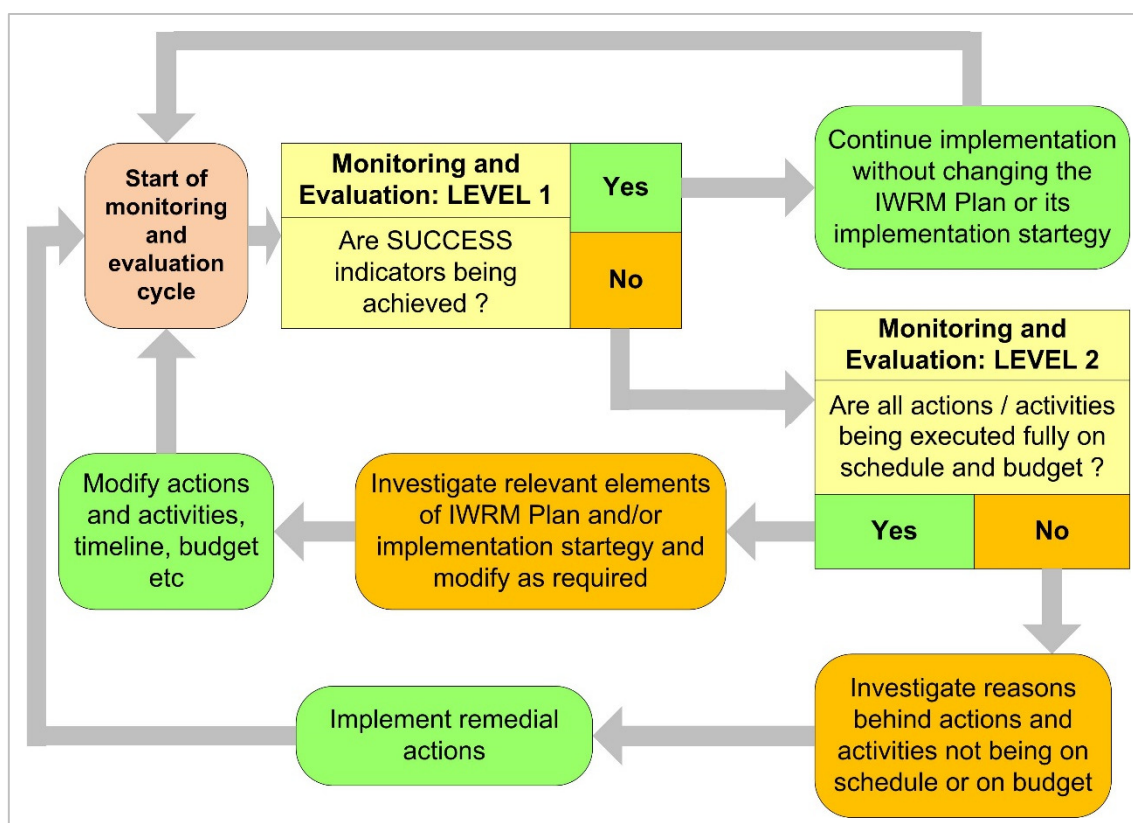 Start of
monitoring
and
evaluation
cycle
Monitoring and
Evaluation: LEVEL 1
Are SUCCESS
indicators being
achieved ?
Yes
No
Continue implementation
without changing the
IWRM Plan or its
implementation startegy
Monitoring and
Evaluation: LEVEL 2
Are all actions / activities
being executed fully on
schedule and budget ?
Yes
No
Investigate relevant elements
of IWRM Plan and/or
implementation startegy and
modify as required
Modify actions
and activities,
timeline, budget
etc
Investigate reasons
behind actions and
activities not being on
schedule or on budget
Implement remedial
actions